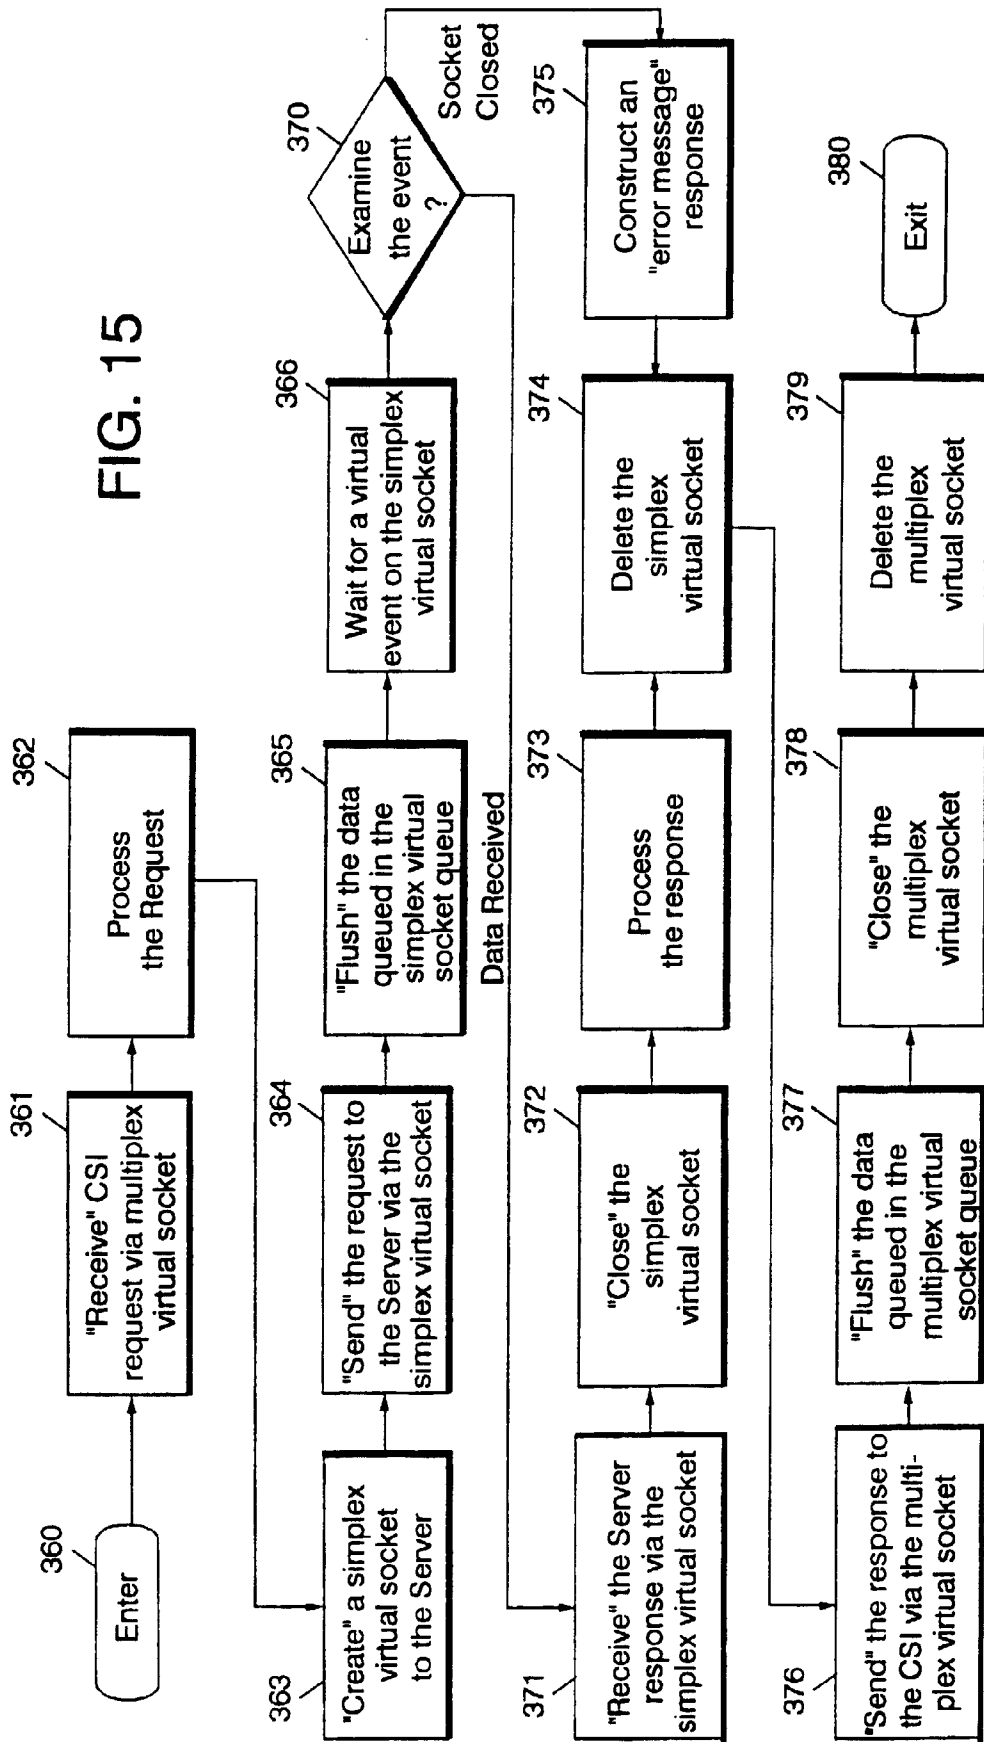 FIG. 15
360
Enter
361
"Receive" CSI
request via multiplex
virtual socket
362
Process
the Request
363
"Create" a simplex
virtual socket
to the Server
364
"Send" the request to
the Server via the
simplex virtual socket
365
"Flush" the data
queued in the
simplex virtual
socket queue
366
Wait for a virtual
event on the simplex
virtual socket
370
Examine
the event
?
Socket
Closed
Data Received
371
"Receive" the Server
response via the
simplex virtual socket
372
"Close" the
simplex
virtual socket
373
Process
the response
374
Delete the
simplex
virtual socket
375
Construct an
"error message"
response
376
"Send" the response to
the CSI via the multi-
plex virtual socket
377
"Flush" the data
queued in the
multiplex virtual
socket queue
378
"Close" the
multiplex
virtual socket
379
Delete the
multiplex
virtual socket
380
Exit